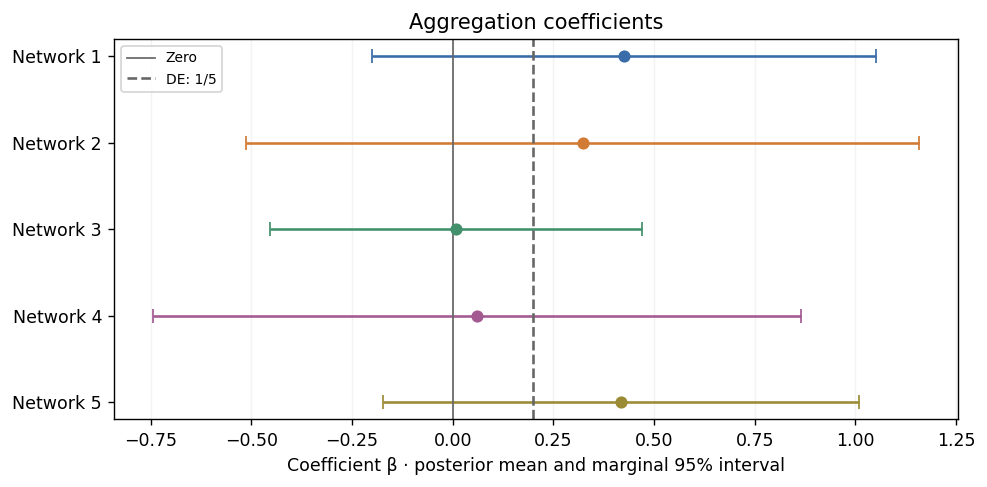 Aggregation coefficients
Network 1
Network 2
Network 3
Network 4
Network 5
Zero
DE: 1/5
−0.75 −0.50 −0.25 0.00 0.25 0.50 0.75 1.00 1.25
Coefficient β · posterior mean and marginal 95% interval